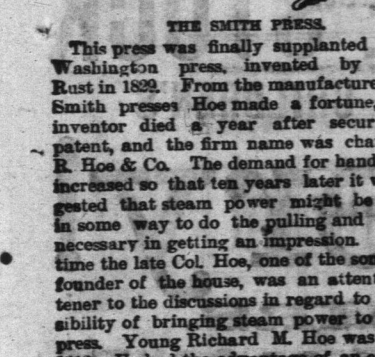 THE SMITH PRESS.
This press was finally supplanted
Washington press, invented by
Rust in 1829. From the manufacture
Smith presses Hoe made a fortune,
inventor died a year after secur
patent, and the firm name was cha
R. Hoe & Co. The demand for hand
increased so that ten years later it
gested that steam power might be
in some way to do the pulling and
necessary in getting an impression.
time the late Col. Hoe, one of the son
founder of the house, was an attent
tener to the discussions in regard to
sibility of bringing steam power to
press. Young Richard M. Hoe was